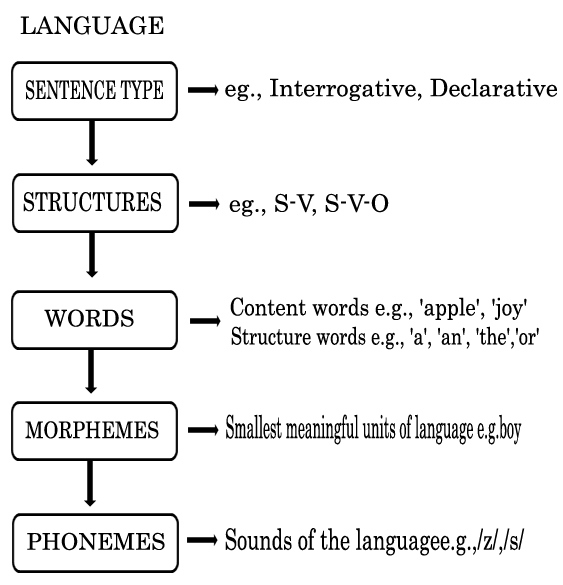 LANGUAGE
SENTENCE TYPE
eg., Interrogative, Declarative
STRUCTURES
eg., S-V, S-V-O
WORDS
Content words e.g., 'apple', 'joy'
Structure words e.g., 'a', 'an', 'the','or'
MORPHEMES
Smallest meaningful units of language e.g.boy
PHONEMES
Sounds of the languagee.g.,/z/,/s/